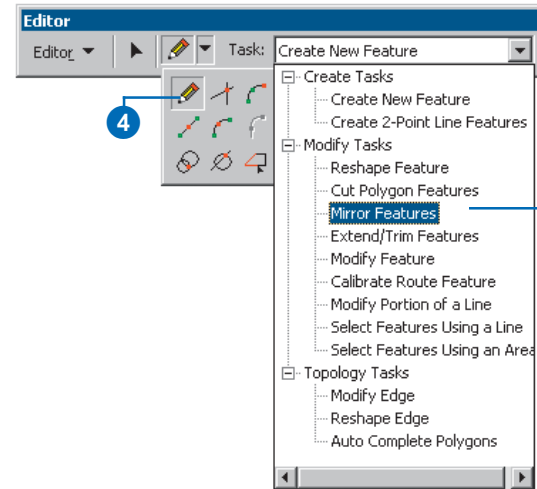 Editor
Editor Task: Create New Feature
4
Create Tasks
Create New Feature
Create 2-Point Line Features
Modify Tasks
Reshape Feature
Cut Polygon Features
Mirror Features
Extend/Trim Features
Modify Feature
Calibrate Route Feature
Modify Portion of a Line
Select Features Using a Line
Select Features Using an Area
Topology Tasks
Modify Edge
Reshape Edge
Auto Complete Polygons